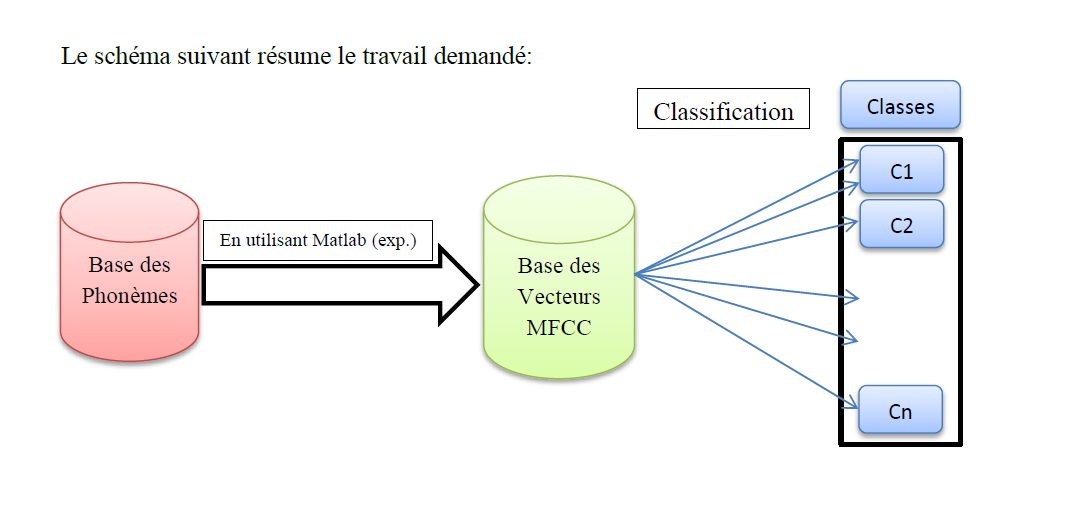 Le schéma suivant résume le travail demandé:
Classification
Classes
C1
C2
En utilisant Matlab (exp.)
Base des
Phonèmes
Base des
Vecteurs
MFCC
Cn